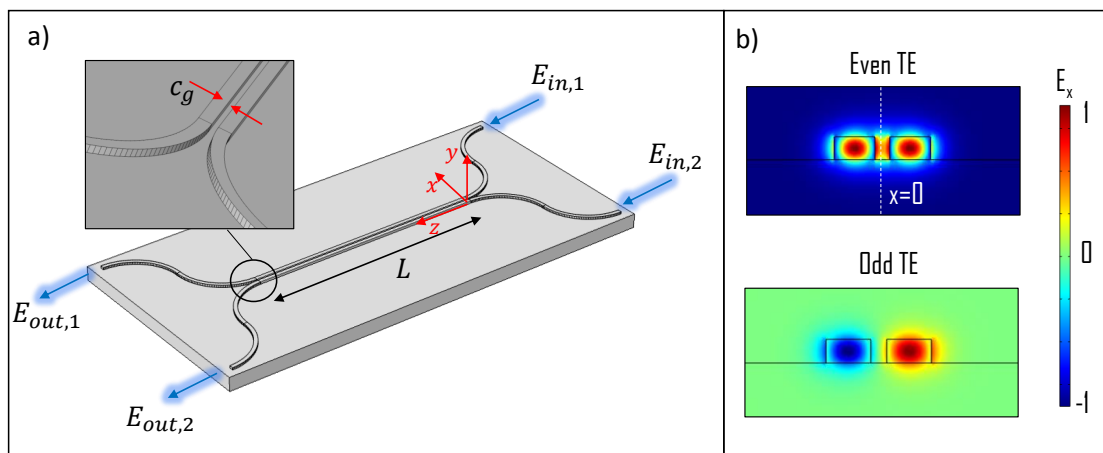 a)
c_g
E_{in,1}
E_{in,2}
y
x
z
L
E_{out,1}
E_{out,2}
b)
Even TE
x=0
Odd TE
E_x
1
0
-1